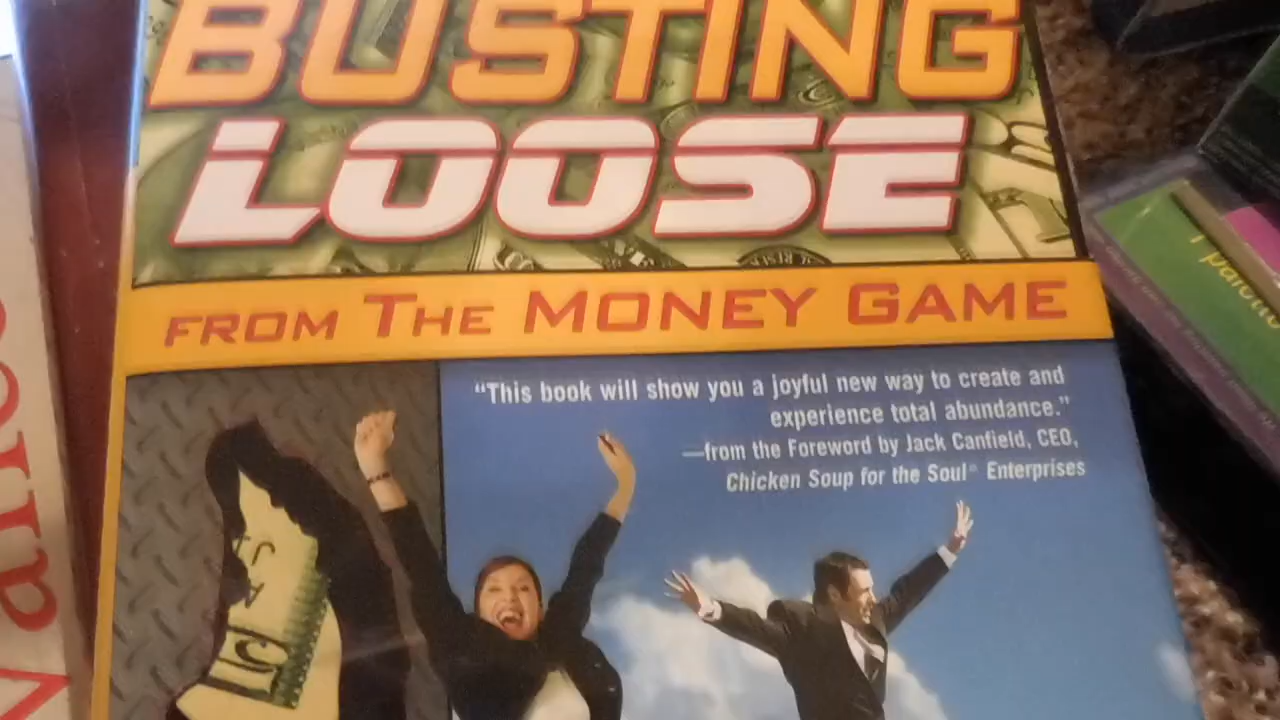 BUSTING
LOOSE
FROM THE MONEY GAME
“This book will show you a joyful new way to create and
experience total abundance.”
—from the Foreword by Jack Canfield, CEO,
Chicken Soup for the Soul® Enterprises